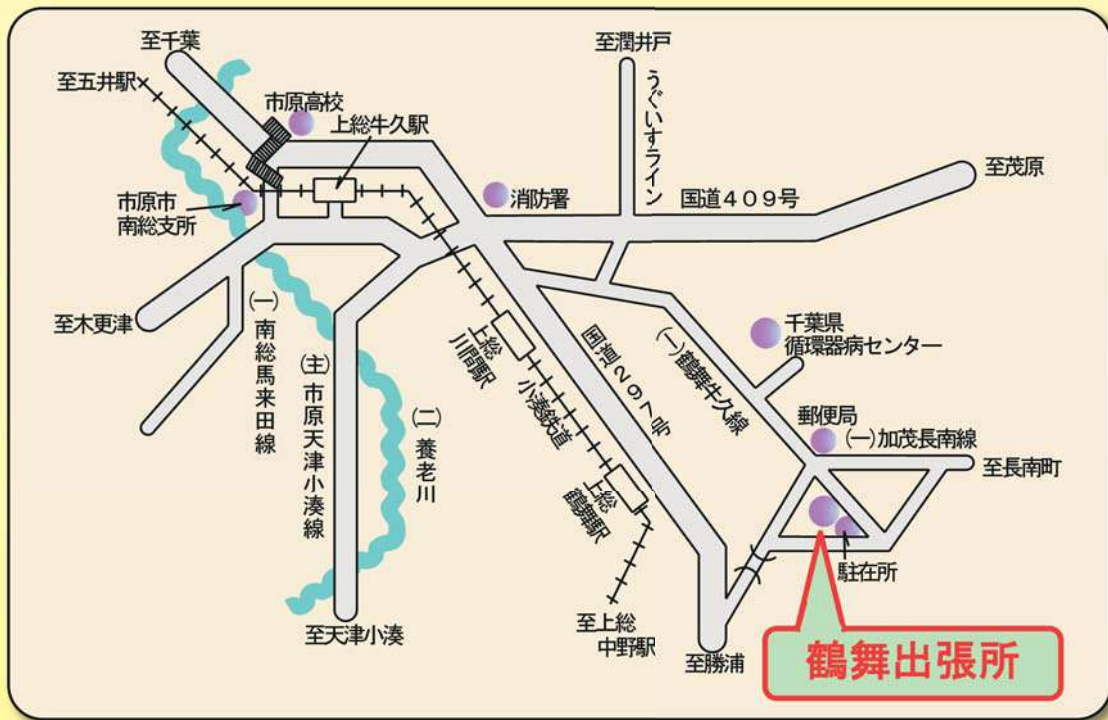 至千葉
至五井駅
市原高校
上総牛久駅
市原市
南総支所
至木更津
(一)南総馬来田線
(主)市原天津小湊線
(二)養老川
至天津小湊
至潤井戸
うぐいすライン
消防署
国道409号
至茂原
上総
川間駅
小湊鉄道
国道297号
(一)鶴舞牛久線
千葉県
循環器病センター
郵便局
(一)加茂長南線
至長南町
上総
鶴舞駅
駐在所
至上総
中野駅
至勝浦
鶴舞出張所